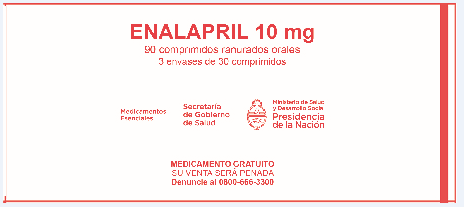 ENALAPRIL 10 mg
90 comprimidos ranurados orales
3 envases de 30 comprimidos
Medicamentos
Esenciales
Secretaría
de Gobierno
de Salud
Ministerio de Salud
y Desarrollo Social
Presidencia
de la Nación
MEDICAMENTO GRATUITO
SU VENTA SERÁ PENADA
Denuncie al 0800-666-3300